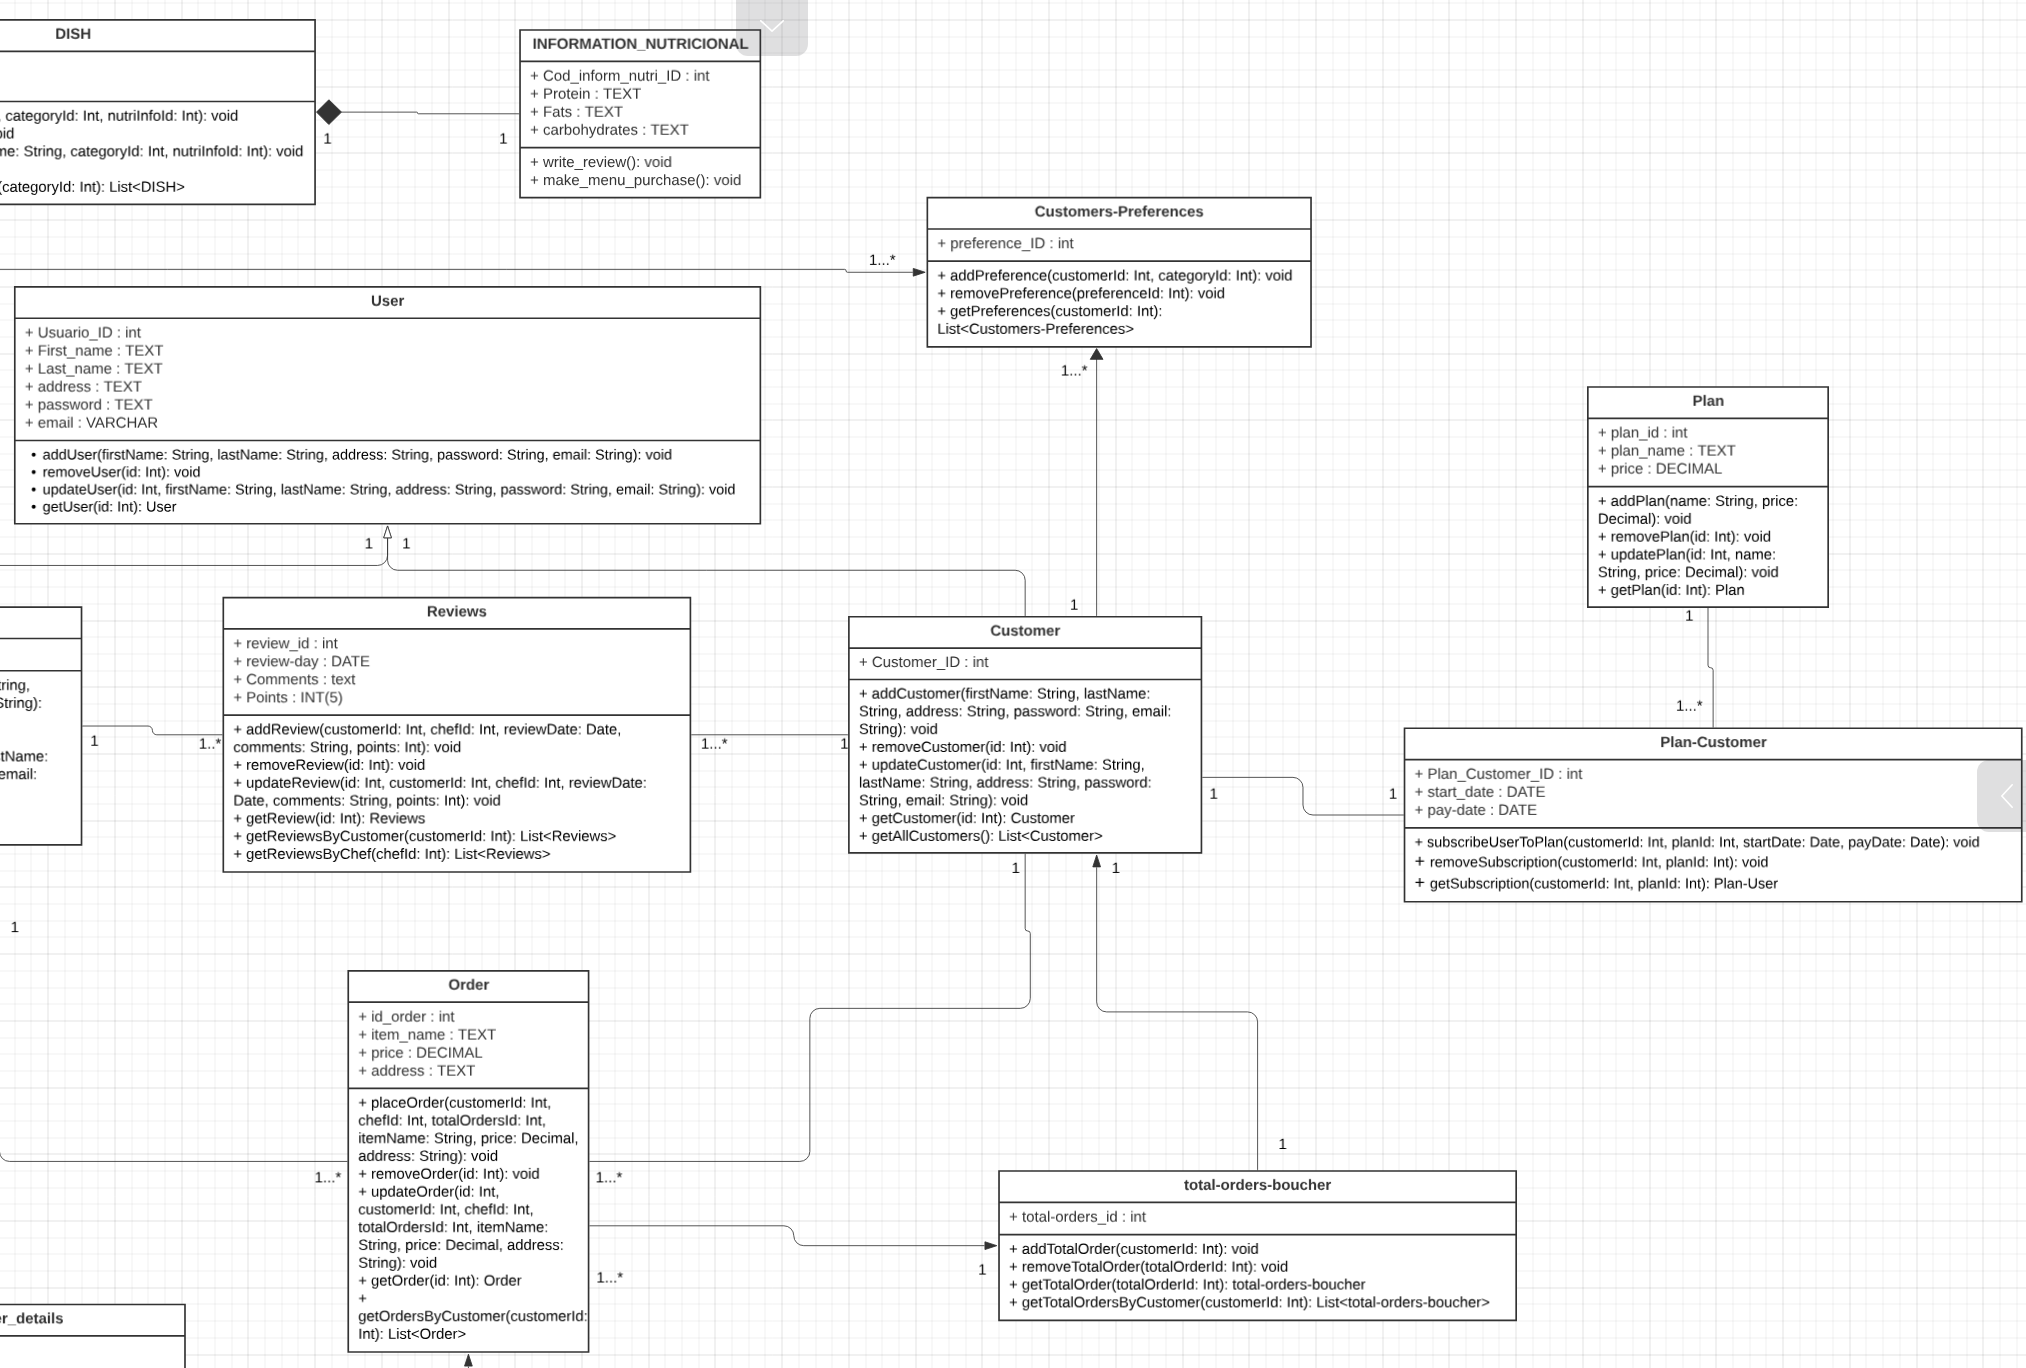 DISH
, categoryId: Int, nutriInfoId: Int): void
oid
me: String, categoryId: Int, nutriInfoId: Int): void
(categoryId: Int): List<DISH>
1
1
INFORMATION_NUTRICIONAL
+ Cod_inform_nutri_ID : int
+ Protein : TEXT
+ Fats : TEXT
+ carbohydrates : TEXT
+ write_review(): void
+ make_menu_purchase(): void
Customers-Preferences
+ preference_ID : int
+ addPreference(customerId: Int, categoryId: Int): void
+ removePreference(preferenceId: Int): void
+ getPreferences(customerId: Int):
List<Customers-Preferences>
1...*
1...*
User
+ Usuario_ID : int
+ First_name : TEXT
+ Last_name : TEXT
+ address : TEXT
+ password : TEXT
+ email : VARCHAR
• addUser(firstName: String, lastName: String, address: String, password: String, email: String): void
• removeUser(id: Int): void
• updateUser(id: Int, firstName: String, lastName: String, address: String, password: String, email: String): void
• getUser(id: Int): User
1
1
Plan
+ plan_id : int
+ plan_name : TEXT
+ price : DECIMAL
+ addPlan(name: String, price:
Decimal): void
+ removePlan(id: Int): void
+ updatePlan(id: Int, name:
String, price: Decimal): void
+ getPlan(id: Int): Plan
1
1...*
tring,
String):
stName:
email:
1
1..*
Reviews
+ review_id : int
+ review-day : DATE
+ Comments : text
+ Points : INT(5)
+ addReview(customerId: Int, chefId: Int, reviewDate: Date,
comments: String, points: Int): void
+ removeReview(id: Int): void
+ updateReview(id: Int, customerId: Int, chefId: Int, reviewDate:
Date, comments: String, points: Int): void
+ getReview(id: Int): Reviews
+ getReviewsByCustomer(customerId: Int): List<Reviews>
+ getReviewsByChef(chefId: Int): List<Reviews>
1...*
1
1
Customer
+ Customer_ID : int
+ addCustomer(firstName: String, lastName:
String, address: String, password: String, email:
String): void
+ removeCustomer(id: Int): void
+ updateCustomer(id: Int, firstName: String,
lastName: String, address: String, password:
String, email: String): void
+ getCustomer(id: Int): Customer
+ getAllCustomers(): List<Customer>
1
1
Plan-Customer
+ Plan_Customer_ID : int
+ start_date : DATE
+ pay-date : DATE
+ subscribeUserToPlan(customerId: Int, planId: Int, startDate: Date, payDate: Date): void
+ removeSubscription(customerId: Int, planId: Int): void
+ getSubscription(customerId: Int, planId: Int): Plan-User
1
1
1
Order
+ id_order : int
+ item_name : TEXT
+ price : DECIMAL
+ address : TEXT
+ placeOrder(customerId: Int,
chefId: Int, totalOrdersId: Int,
itemName: String, price: Decimal,
address: String): void
+ removeOrder(id: Int): void
+ updateOrder(id: Int,
customerId: Int, chefId: Int,
totalOrdersId: Int, itemName:
String, price: Decimal, address:
String): void
+ getOrder(id: Int): Order
+
getOrdersByCustomer(customerId:
Int): List<Order>
1...*
1...*
1...*
1
1
total-orders-boucher
+ total-orders_id : int
+ addTotalOrder(customerId: Int): void
+ removeTotalOrder(totalOrderId: Int): void
+ getTotalOrder(totalOrderId: Int): total-orders-boucher
+ getTotalOrdersByCustomer(customerId: Int): List<total-orders-boucher>
er_details